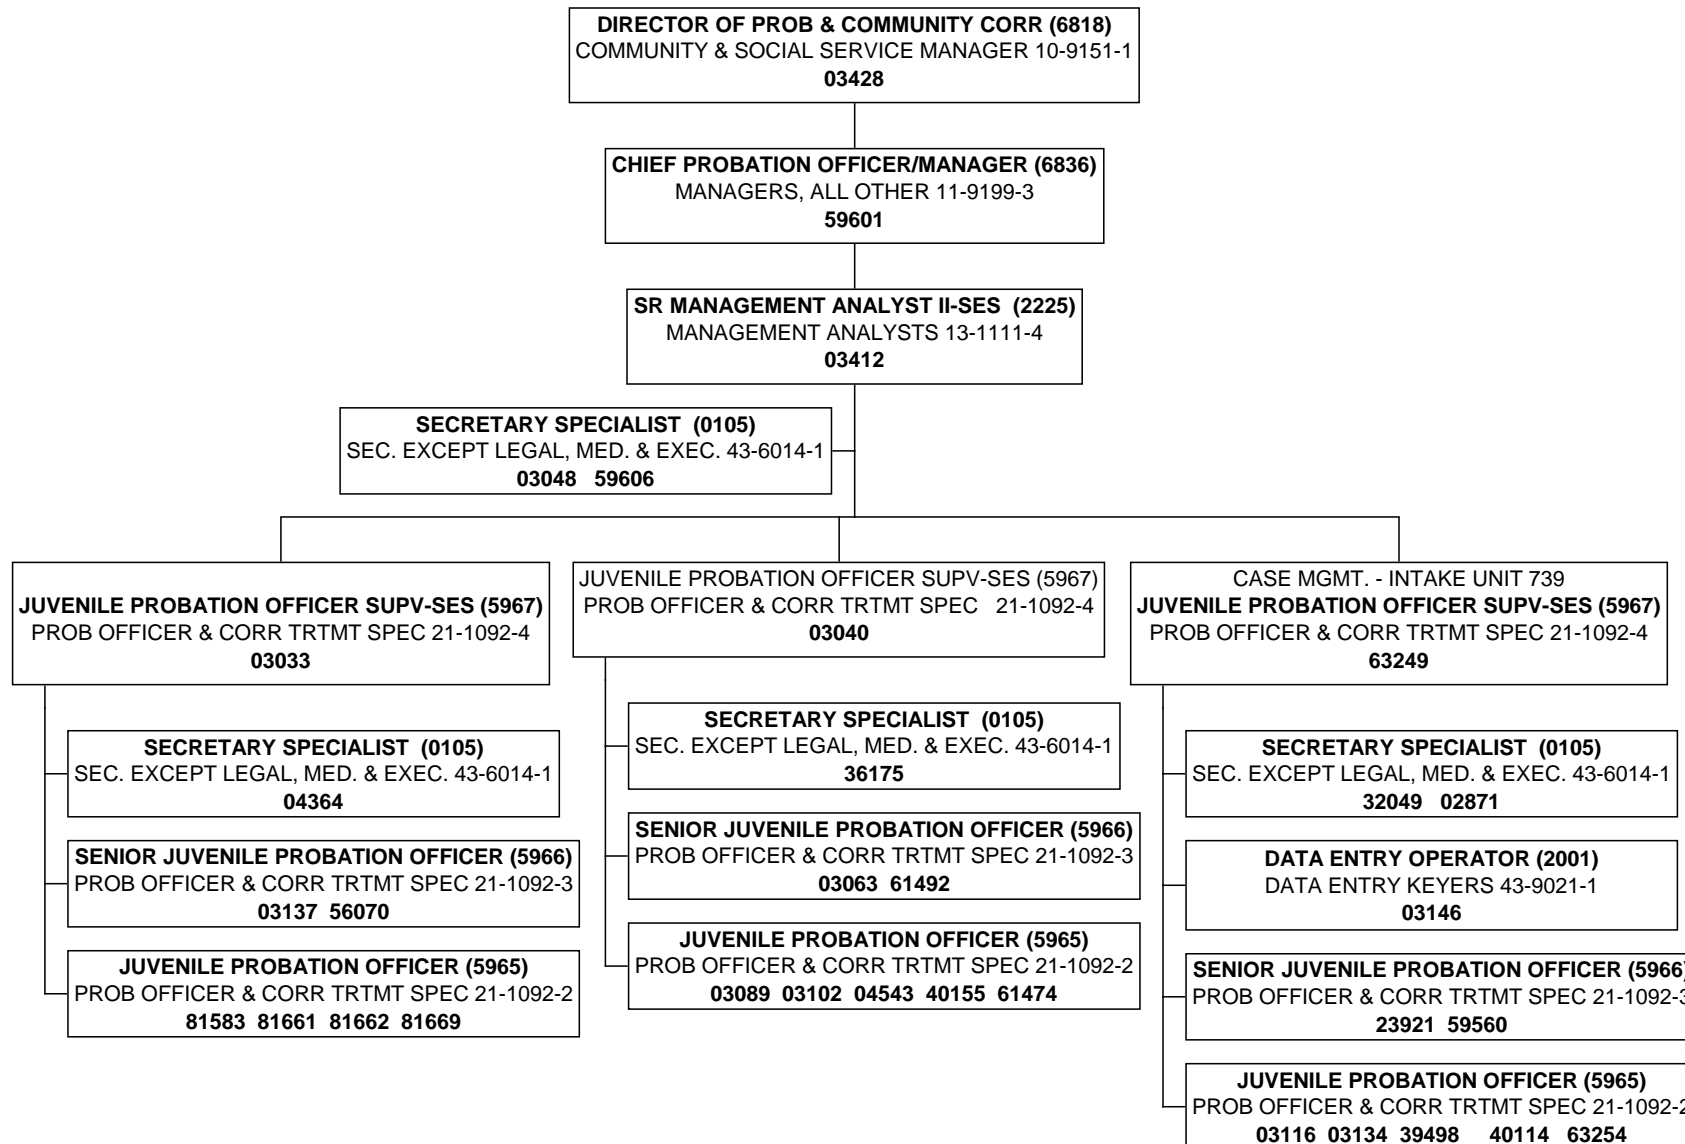 DIRECTOR OF PROB & COMMUNITY CORR (6818)
COMMUNITY & SOCIAL SERVICE MANAGER 10-9151-1
03428
CHIEF PROBATION OFFICER/MANAGER (6836)
MANAGERS, ALL OTHER 11-9199-3
59601
SR MANAGEMENT ANALYST II-SES (2225)
MANAGEMENT ANALYSTS 13-1111-4
03412
SECRETARY SPECIALIST (0105)
SEC. EXCEPT LEGAL, MED. & EXEC. 43-6014-1
03048 59606
JUVENILE PROBATION OFFICER SUPV-SES (5967)
PROB OFFICER & CORR TRTMT SPEC 21-1092-4
03033
SECRETARY SPECIALIST (0105)
SEC. EXCEPT LEGAL, MED. & EXEC. 43-6014-1
04364
SENIOR JUVENILE PROBATION OFFICER (5966)
PROB OFFICER & CORR TRTMT SPEC 21-1092-3
03137 56070
JUVENILE PROBATION OFFICER (5965)
PROB OFFICER & CORR TRTMT SPEC 21-1092-2
81583 81661 81662 81669
JUVENILE PROBATION OFFICER SUPV-SES (5967)
PROB OFFICER & CORR TRTMT SPEC 21-1092-4
03040
SECRETARY SPECIALIST (0105)
SEC. EXCEPT LEGAL, MED. & EXEC. 43-6014-1
36175
SENIOR JUVENILE PROBATION OFFICER (5966)
PROB OFFICER & CORR TRTMT SPEC 21-1092-3
03063 61492
JUVENILE PROBATION OFFICER (5965)
PROB OFFICER & CORR TRTMT SPEC 21-1092-2
03089 03102 04543 40155 61474
CASE MGMT. - INTAKE UNIT 739
JUVENILE PROBATION OFFICER SUPV-SES (5967)
PROB OFFICER & CORR TRTMT SPEC 21-1092-4
63249
SECRETARY SPECIALIST (0105)
SEC. EXCEPT LEGAL, MED. & EXEC. 43-6014-1
32049 02871
DATA ENTRY OPERATOR (2001)
DATA ENTRY KEYERS 43-9021-1
03146
SENIOR JUVENILE PROBATION OFFICER (5966)
PROB OFFICER & CORR TRTMT SPEC 21-1092-3
23921 59560
JUVENILE PROBATION OFFICER (5965)
PROB OFFICER & CORR TRTMT SPEC 21-1092-2
03116 03134 39498 40114 63254